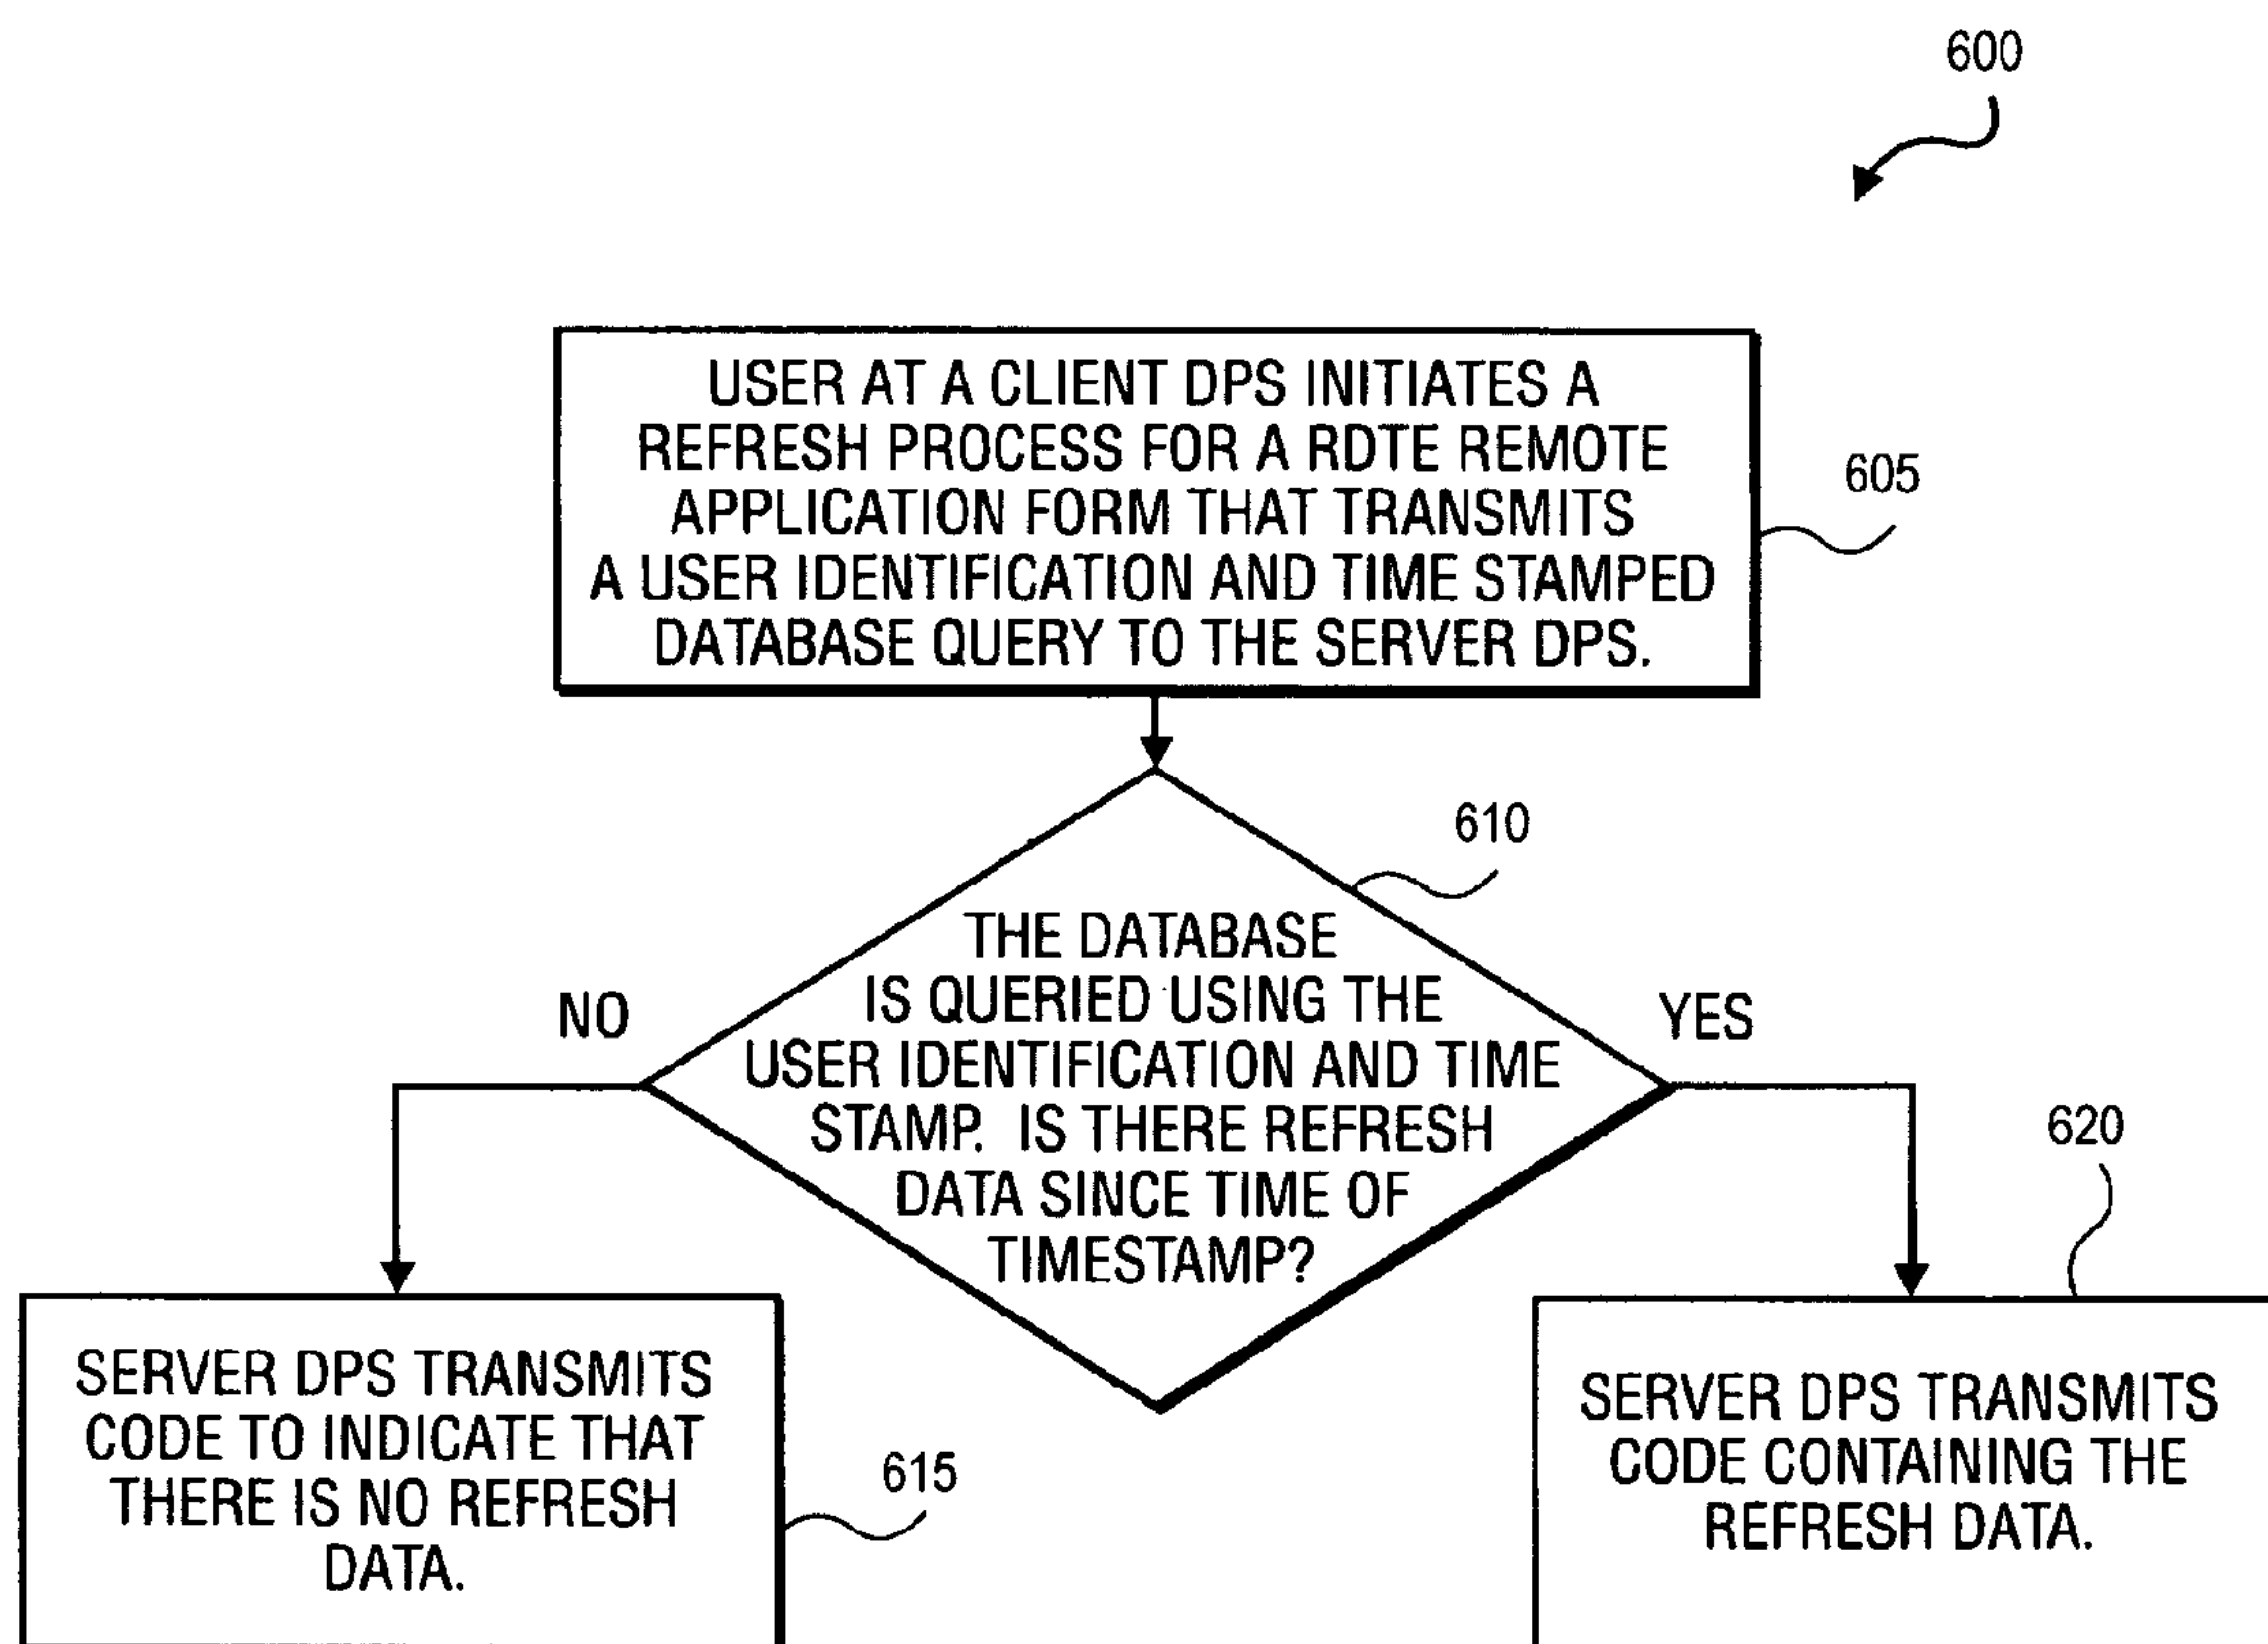 600
USER AT A CLIENT DPS INITIATES A
REFRESH PROCESS FOR A RDTE REMOTE
APPLICATION FORM THAT TRANSMITS
A USER IDENTIFICATION AND TIME STAMPED
DATABASE QUERY TO THE SERVER DPS.
605
610
THE DATABASE
IS QUERIED USING THE
USER IDENTIFICATION AND TIME
STAMP. IS THERE REFRESH
DATA SINCE TIME OF
TIMESTAMP?
NO
YES
620
SERVER DPS TRANSMITS
CODE TO INDICATE THAT
THERE IS NO REFRESH
DATA.
615
SERVER DPS TRANSMITS
CODE CONTAINING THE
REFRESH DATA.